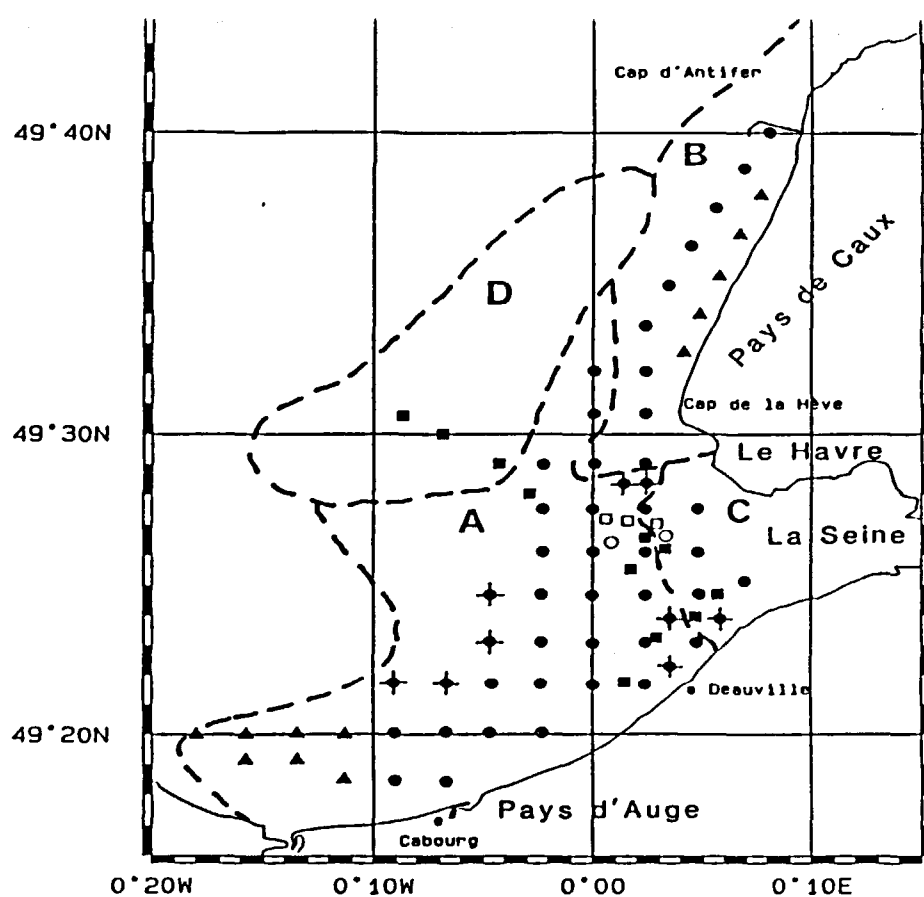 Cap d'Antifer
49°40N
B
Pays de Caux
D
Cap de la Hève
49°30N
Le Havre
A
C
La Seine
Deauville
49°20N
Pays d'Auge
Cabourg
0°20W
0°10W
0°00
0°10E